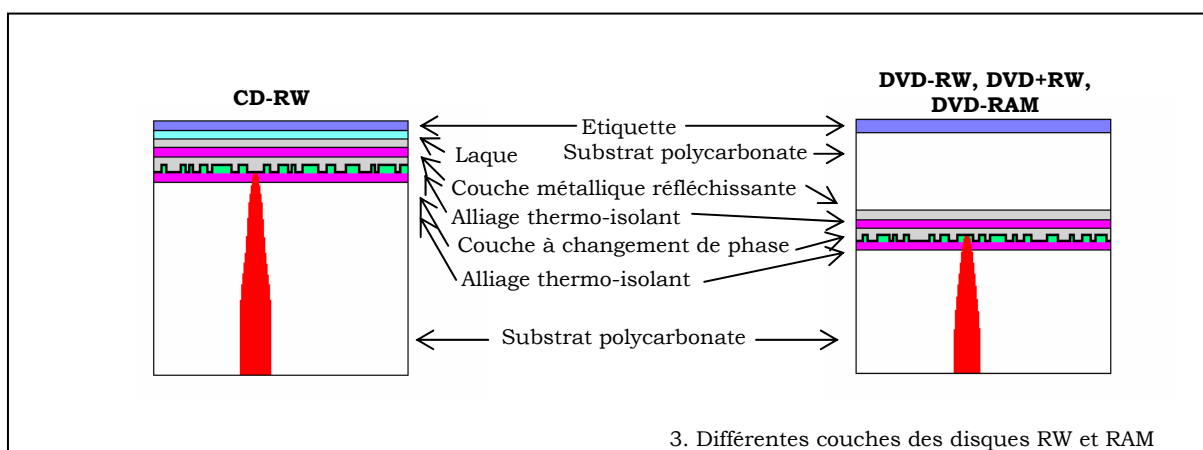 CD-RW
DVD-RW, DVD+RW,
DVD-RAM
Etiquette
Laque
Substrat polycarbonate
Couche métallique réfléchissante
Alliage thermo-isolant
Couche à changement de phase
Alliage thermo-isolant
Substrat polycarbonate
3. Différentes couches des disques RW et RAM